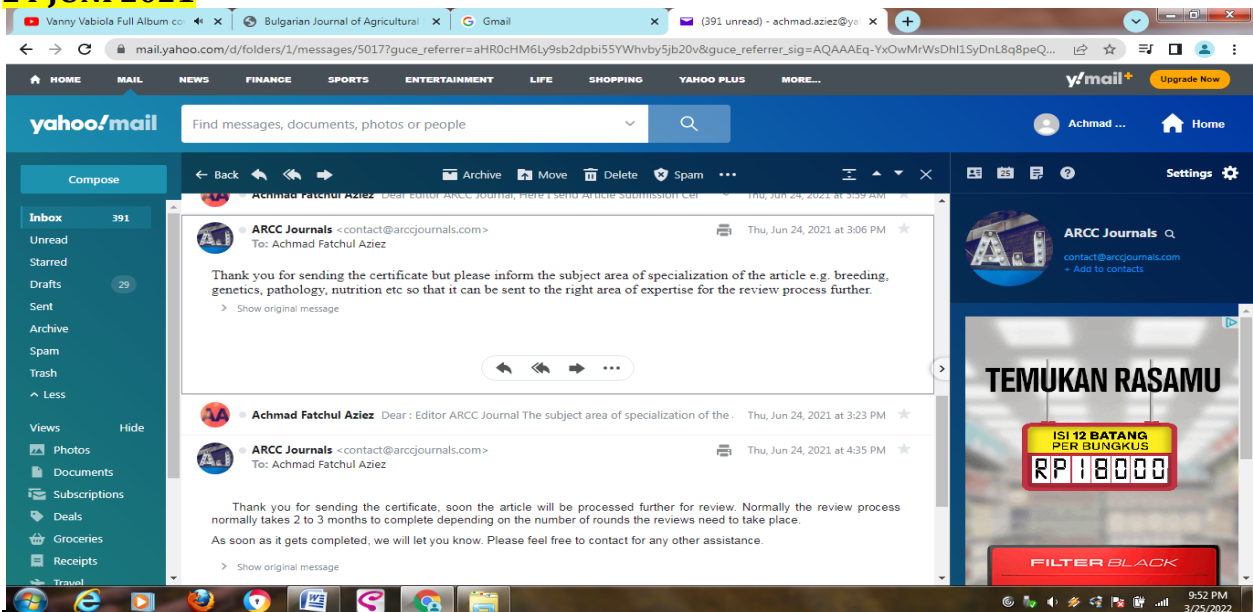 24 JUNI 2021
Vanny Vabiola Full Album co
Bulgarian Journal of Agricultural
Gmail
(391 unread) - achmad.aziez@ya
mail.yahoo.com/d/folders/1/messages/5017?guce_referrer=aHR0cHM6Ly9sb2dpbi55YWhvby5jb20v&guce_referrer_sig=AQAAAEq-YxOwMrWsDhl1SyDnL8q8peQ...
HOME MAIL NEWS FINANCE SPORTS ENTERTAINMENT LIFE SHOPPING YAHOO PLUS MORE...
y!mail+ Upgrade Now
yahoo!mail
Find messages, documents, photos or people
Achmad ...
Home
Compose
Back
Archive Move Delete Spam
25
Settings
Achmad Fatchul Aziez Dear Editor ARCC Journal, Here I send Article Submission Cer Thu, Jun 24, 2021 at 5:59 AM
Inbox 391
Unread
Starred
Drafts 29
Sent
Archive
Spam
Trash
Less
Views Hide
Photos
Documents
Subscriptions
Deals
Groceries
Receipts
Travel
ARCC Journals <contact@arccjournals.com> Thu, Jun 24, 2021 at 3:06 PM
To: Achmad Fatchul Aziez
Thank you for sending the certificate but please inform the subject area of specialization of the article e.g. breeding,
genetics, pathology, nutrition etc so that it can be sent to the right area of expertise for the review process further.
Show original message
AA
Achmad Fatchul Aziez Dear : Editor ARCC Journal The subject area of specialization of the Thu, Jun 24, 2021 at 3:23 PM
ARCC Journals <contact@arccjournals.com> Thu, Jun 24, 2021 at 4:35 PM
To: Achmad Fatchul Aziez
Thank you for sending the certificate, soon the article will be processed further for review. Normally the review process
normally takes 2 to 3 months to complete depending on the number of rounds the reviews need to take place.
As soon as it gets completed, we will let you know. Please feel free to contact for any other assistance.
Show original message
AJ
ARCC Journals
contact@arccjournals.com
+ Add to contacts
TEMUKAN RASAMU
ISI 12 BATANG
PER BUNGKUS
RP18000
FILTER BLACK
9:52 PM
3/25/2022